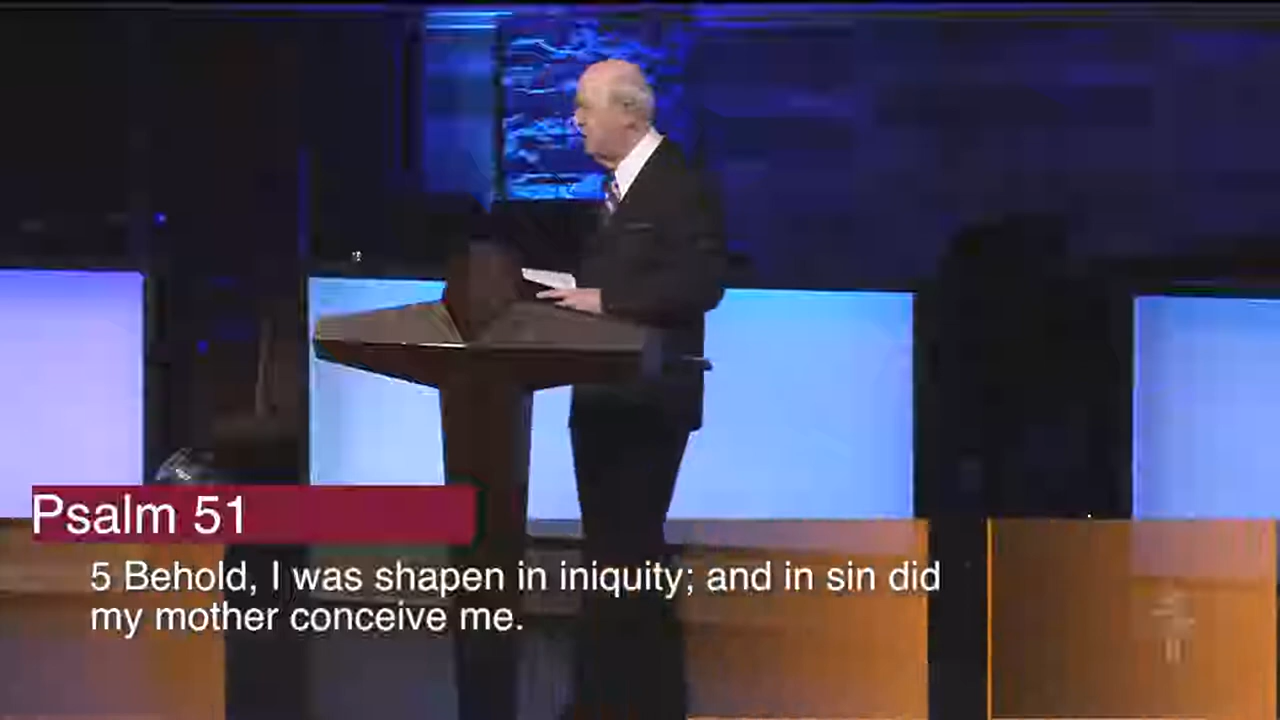 Psalm 51
5 Behold, I was shapen in iniquity; and in sin did
my mother conceive me.